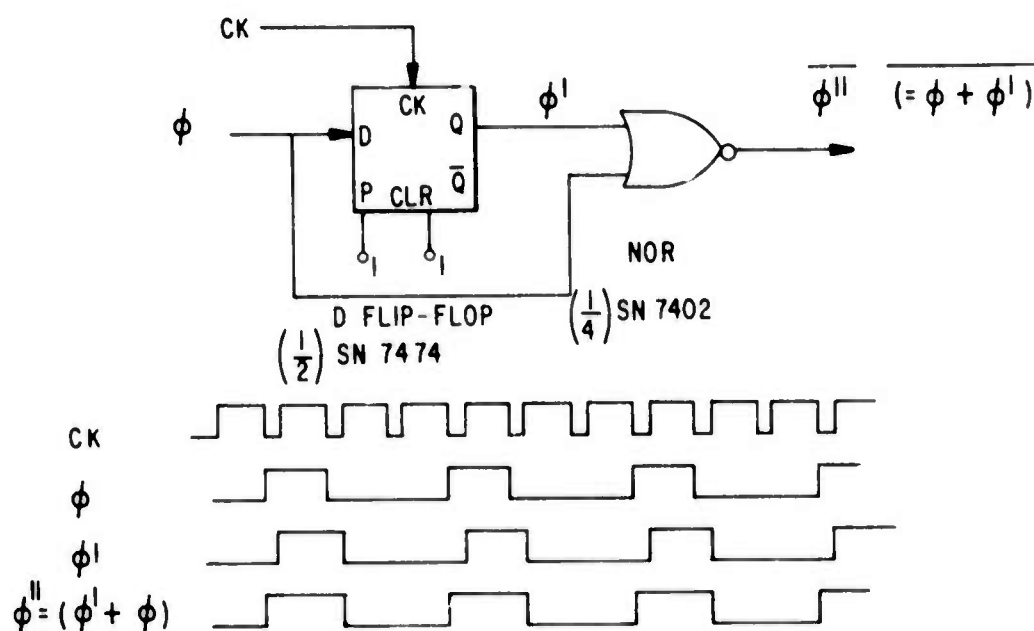 CK
CK
ϕ
D
Q
Q̅
P
CLR
1
1
ϕ'
ϕ'' (= ϕ + ϕ')
NOR
(1/4) SN 7402
D FLIP-FLOP
(1/2) SN 7474
CK
ϕ
ϕ'
ϕ'' = (ϕ' + ϕ)